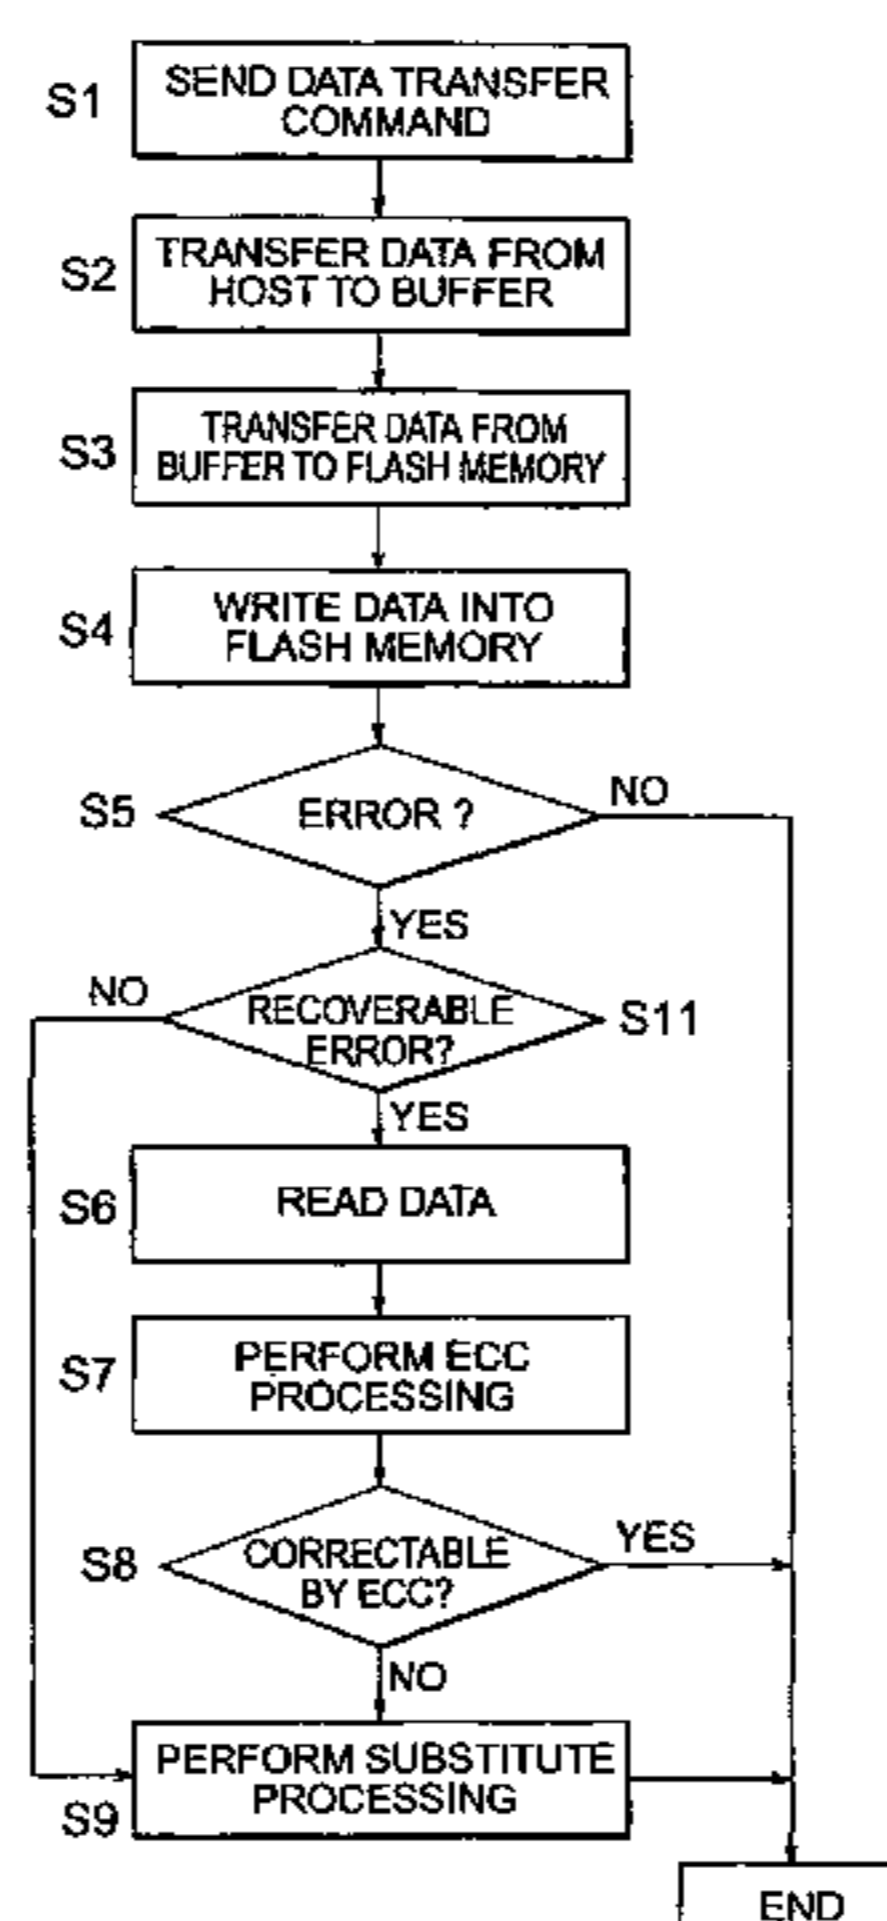 S1
SEND DATA TRANSFER
COMMAND
S2
TRANSFER DATA FROM
HOST TO BUFFER
S3
TRANSFER DATA FROM
BUFFER TO FLASH MEMORY
S4
WRITE DATA INTO
FLASH MEMORY
S5
ERROR ?
NO
YES
NO
RECOVERABLE
ERROR?
S11
YES
S6
READ DATA
S7
PERFORM ECC
PROCESSING
S8
CORRECTABLE
BY ECC?
YES
NO
PERFORM SUBSTITUTE
PROCESSING
S9
END